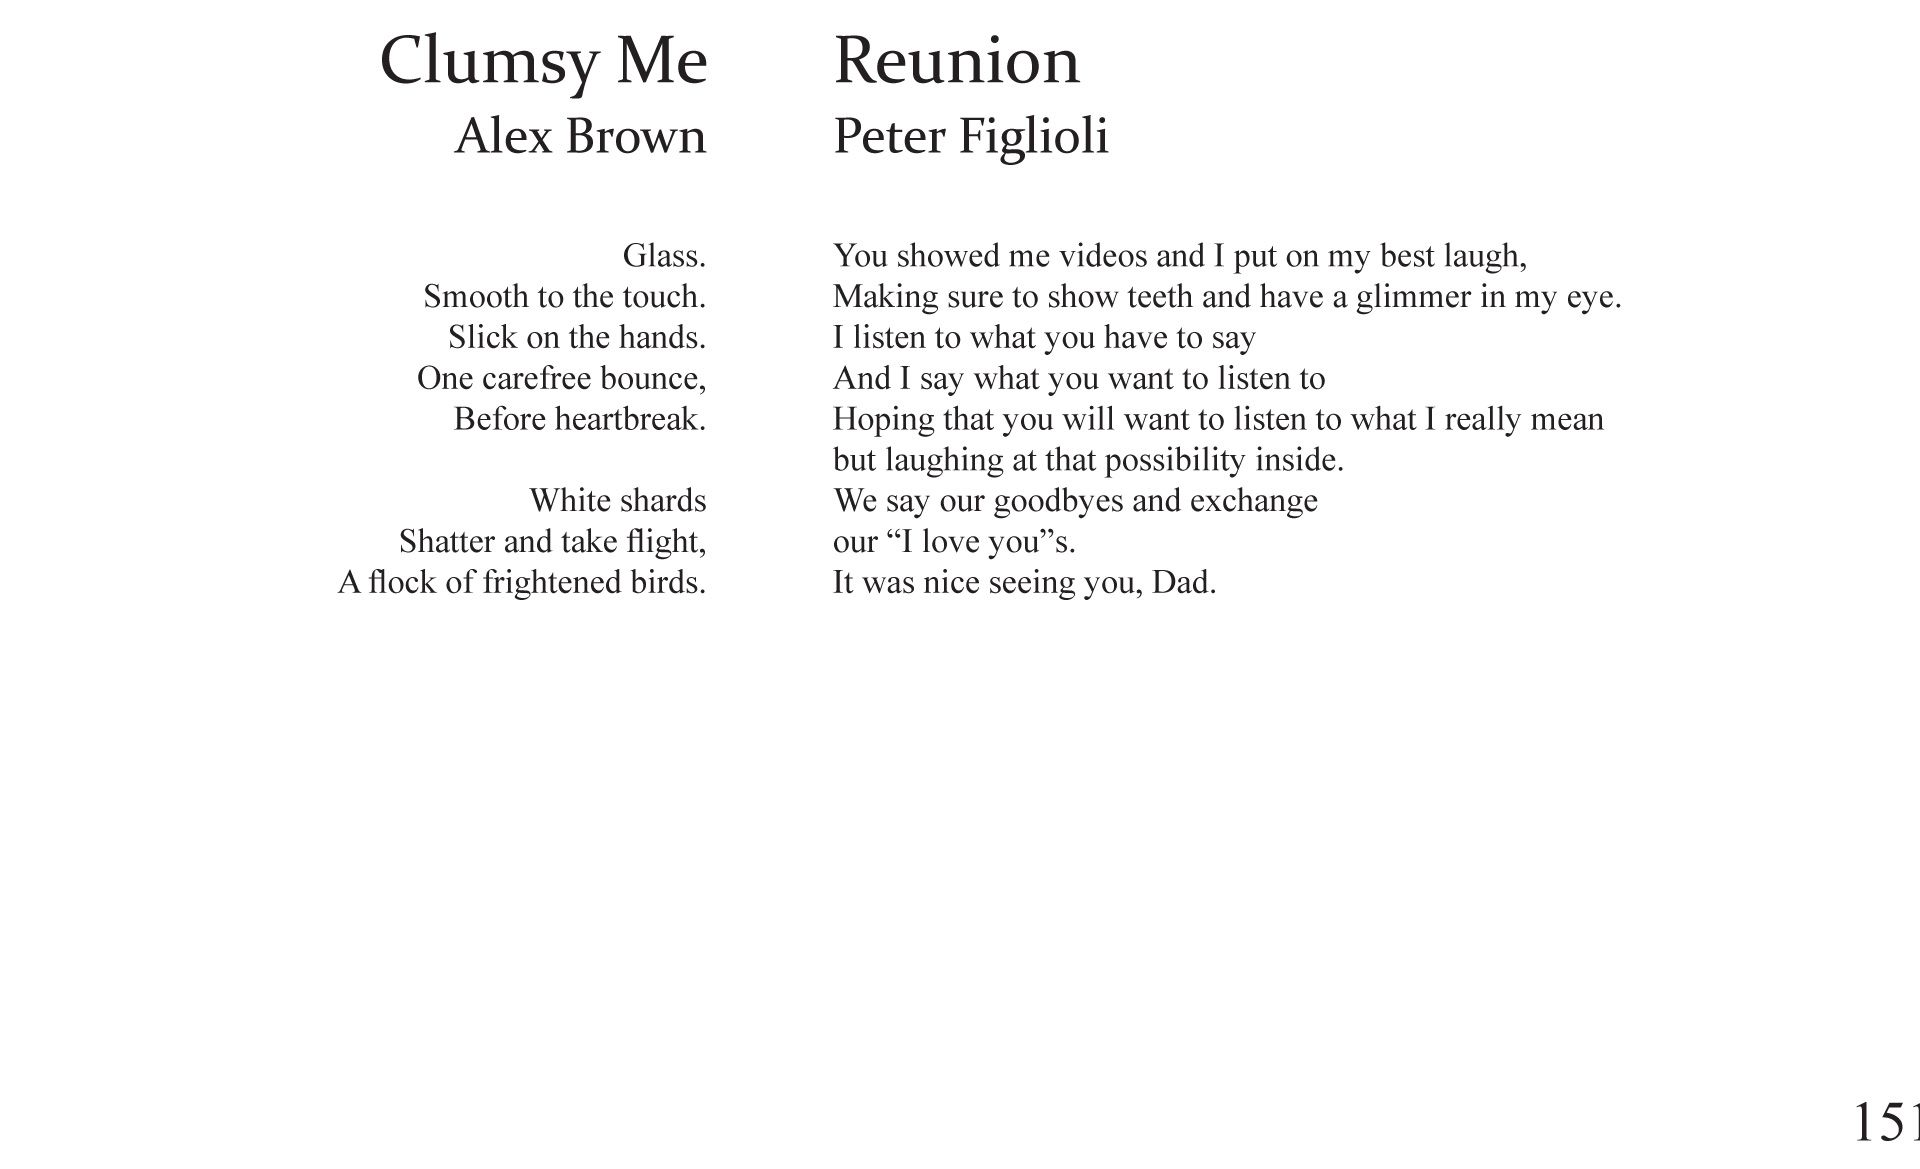 Clumsy Me
Alex Brown
Glass.
Smooth to the touch.
Slick on the hands.
One carefree bounce,
Before heartbreak.
White shards
Shatter and take flight,
A flock of frightened birds.
Reunion
Peter Figlioli
You showed me videos and I put on my best laugh,
Making sure to show teeth and have a glimmer in my eye.
I listen to what you have to say
And I say what you want to listen to
Hoping that you will want to listen to what I really mean
but laughing at that possibility inside.
We say our goodbyes and exchange
our “I love you”s.
It was nice seeing you, Dad.
151